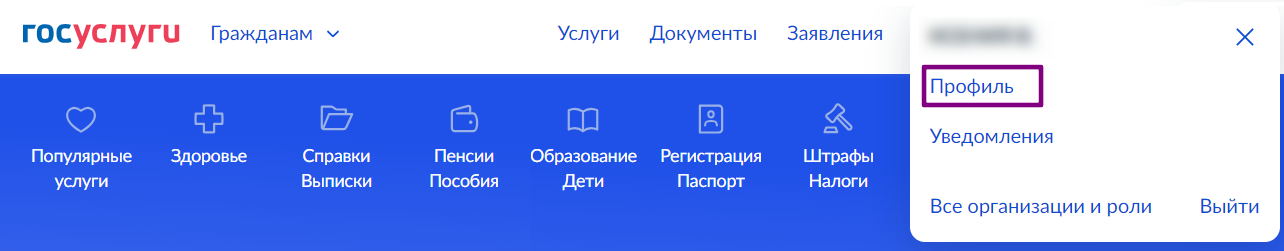 госуслуги Гражданам Услуги Документы Заявления
Профиль
Уведомления
Все организации и роли Выйти
Популярные услуги
Здоровье
Справки Выписки
Пенсии Пособия
Образование Дети
Регистрация Паспорт
Штрафы Налоги